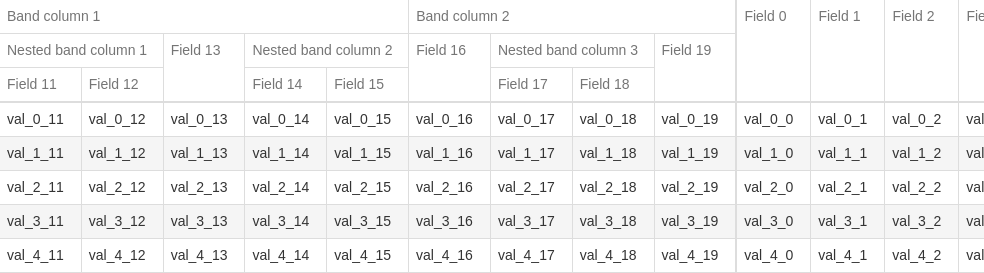 Band column 1 Band column 2 Field 0 Field 1 Field 2 Fie
Nested band column 1 Field 13 Nested band column 2 Field 16 Nested band column 3 Field 19
Field 11 Field 12 Field 14 Field 15 Field 17 Field 18
val_0_11 val_0_12 val_0_13 val_0_14 val_0_15 val_0_16 val_0_17 val_0_18 val_0_19 val_0_0 val_0_1 val_0_2 val
val_1_11 val_1_12 val_1_13 val_1_14 val_1_15 val_1_16 val_1_17 val_1_18 val_1_19 val_1_0 val_1_1 val_1_2 val
val_2_11 val_2_12 val_2_13 val_2_14 val_2_15 val_2_16 val_2_17 val_2_18 val_2_19 val_2_0 val_2_1 val_2_2 val
val_3_11 val_3_12 val_3_13 val_3_14 val_3_15 val_3_16 val_3_17 val_3_18 val_3_19 val_3_0 val_3_1 val_3_2 val
val_4_11 val_4_12 val_4_13 val_4_14 val_4_15 val_4_16 val_4_17 val_4_18 val_4_19 val_4_0 val_4_1 val_4_2 val